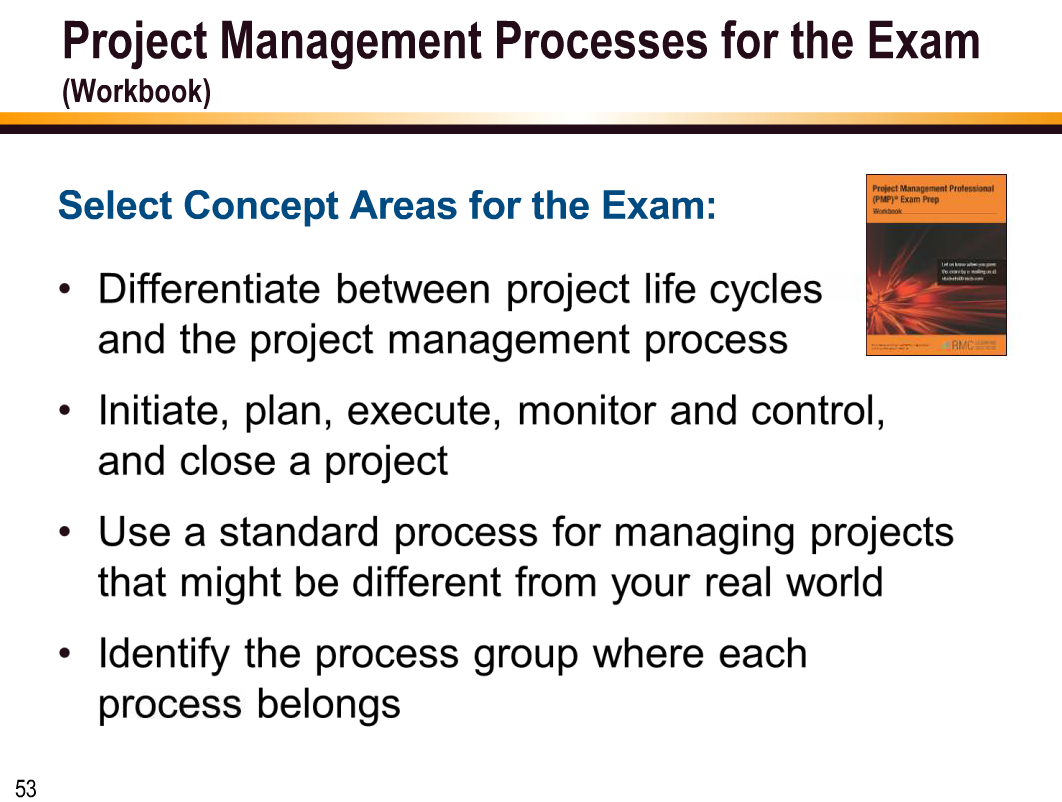 Project Management Processes for the Exam
(Workbook)
Select Concept Areas for the Exam:
Project Management Professional
(PMP)® Exam Prep
Workbook
• Differentiate between project life cycles
and the project management process
RMC
• Initiate, plan, execute, monitor and control,
and close a project
• Use a standard process for managing projects
that might be different from your real world
• Identify the process group where each
process belongs
53